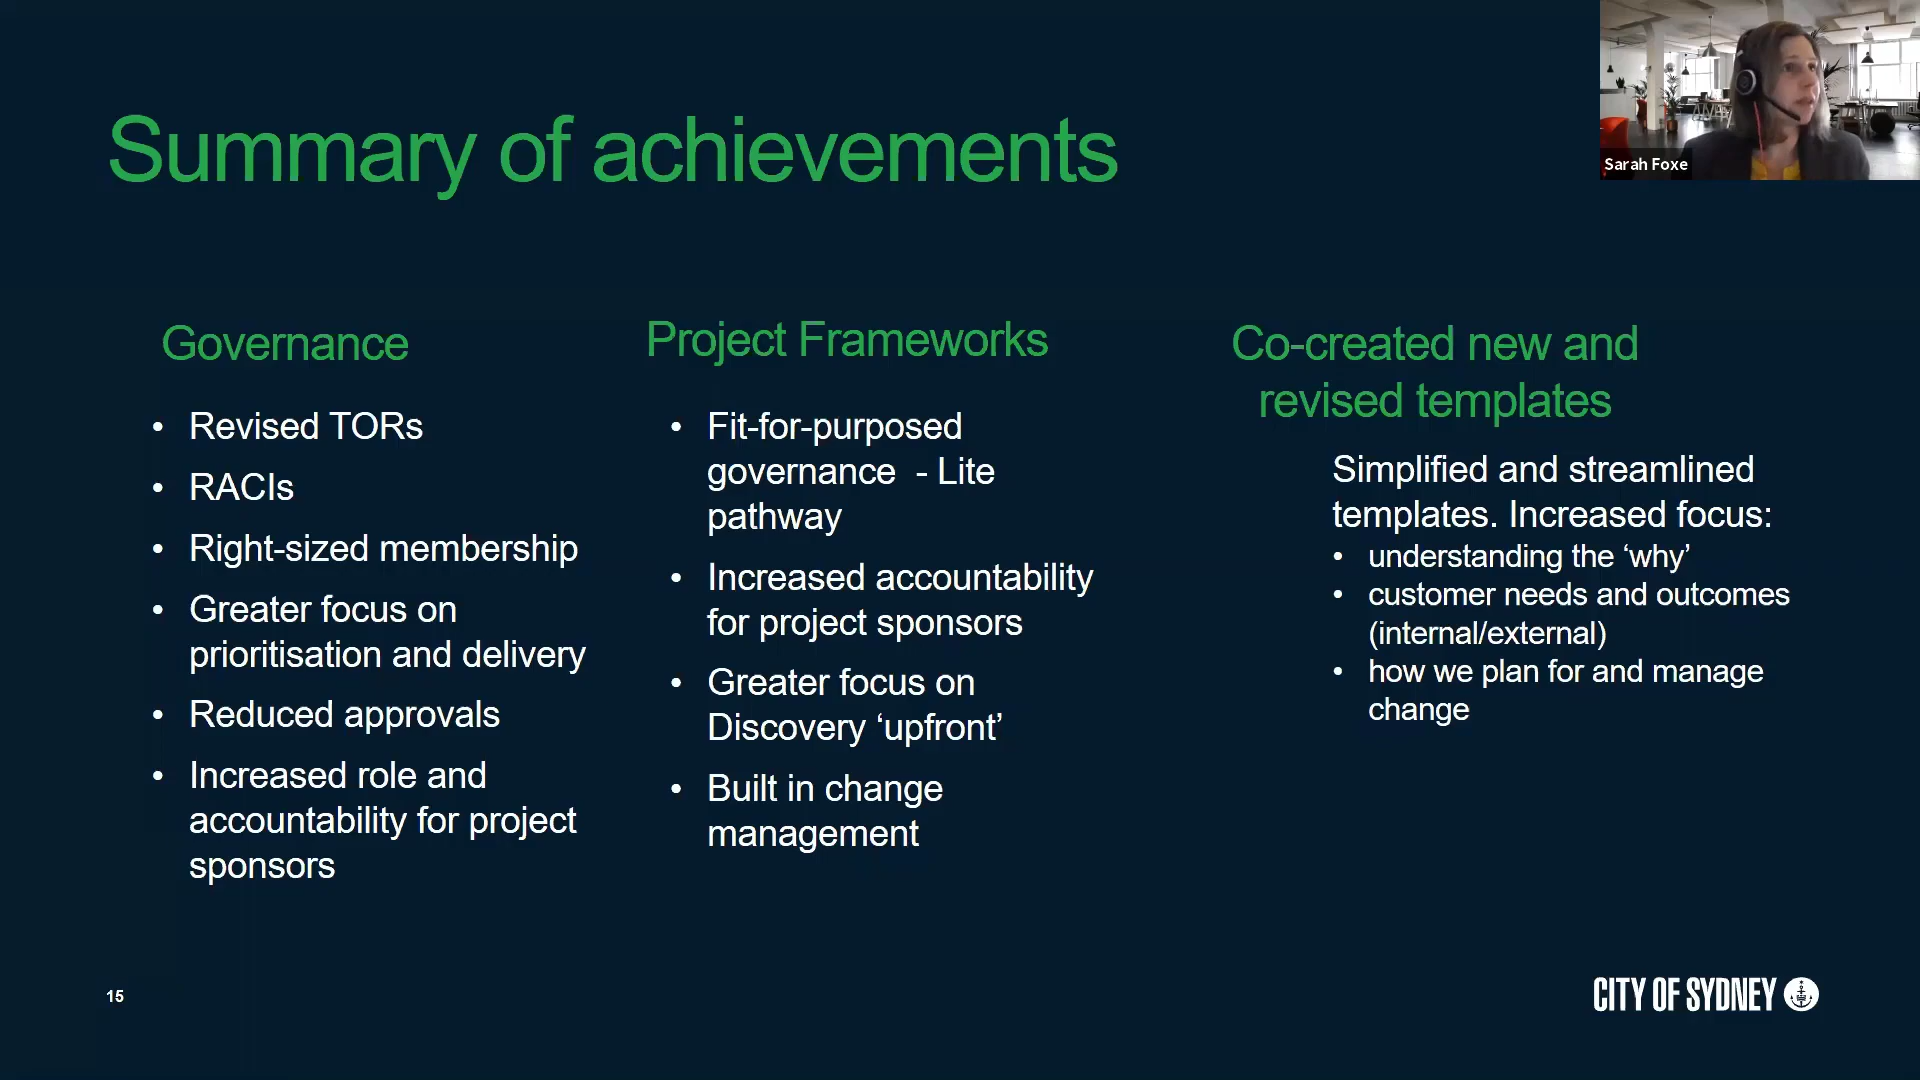 Summary of achievements
Sarah Foxe
Governance
• Revised TORs
• RACIs
• Right-sized membership
• Greater focus on
prioritisation and delivery
• Reduced approvals
• Increased role and
accountability for project
sponsors
Project Frameworks
• Fit-for-purposed
governance - Lite
pathway
• Increased accountability
for project sponsors
• Greater focus on
Discovery ‘upfront’
• Built in change
management
Co-created new and
revised templates
Simplified and streamlined
templates. Increased focus:
• understanding the ‘why’
• customer needs and outcomes
(internal/external)
• how we plan for and manage
change
15
CITY OF SYDNEY